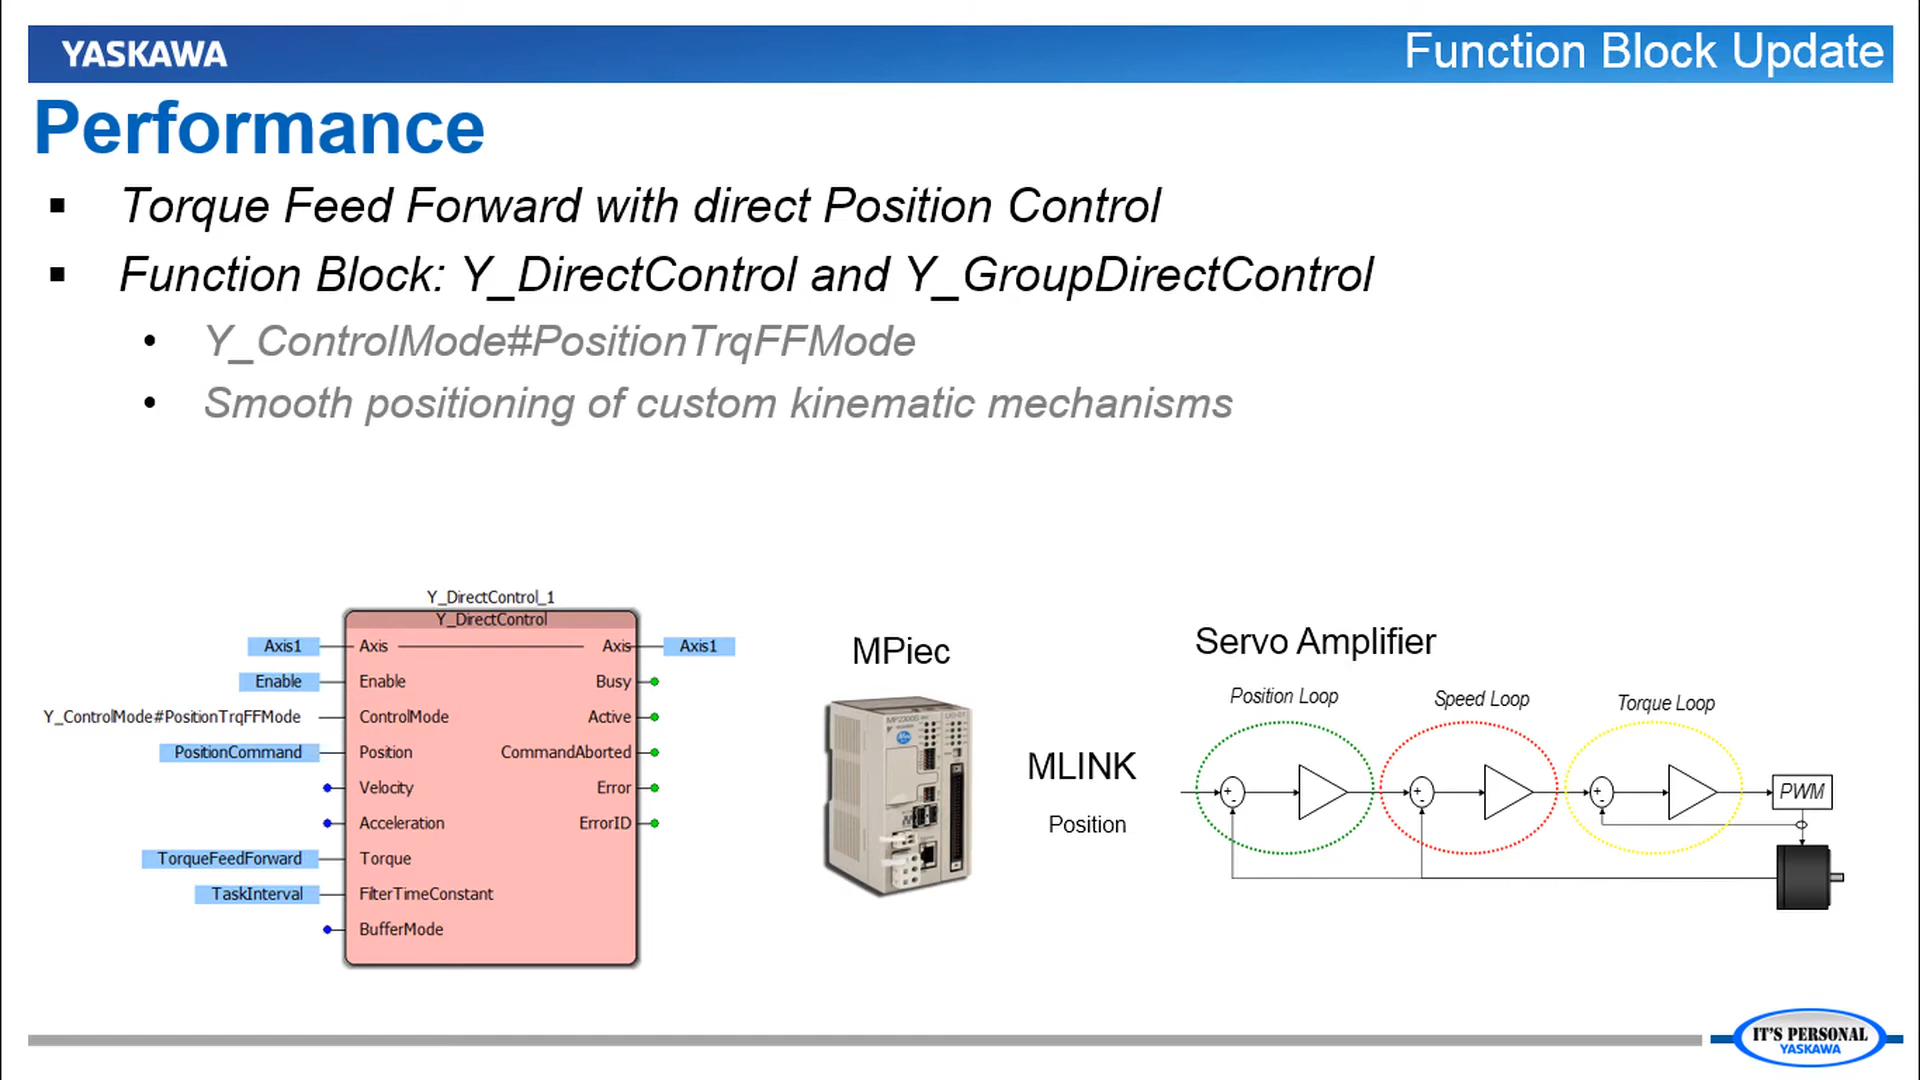 YASKAWA
Function Block Update
Performance
Torque Feed Forward with direct Position Control
Function Block: Y_DirectControl and Y_GroupDirectControl
Y_ControlMode#PositionTrqFFMode
Smooth positioning of custom kinematic mechanisms
Y_DirectControl_1
Y_DirectControl
Axis1 Axis Axis Axis1
Enable Enable Busy
Y_ControlMode#PositionTrqFFMode ControlMode Active
PositionCommand Position CommandAborted
Velocity Error
Acceleration ErrorID
TorqueFeedForward Torque
TaskInterval FilterTimeConstant
BufferMode
MPiec
MP2300S
MLINK
Position
Servo Amplifier
Position Loop
Speed Loop
Torque Loop
+
-
+
-
+
-
PWM
IT'S PERSONAL
YASKAWA